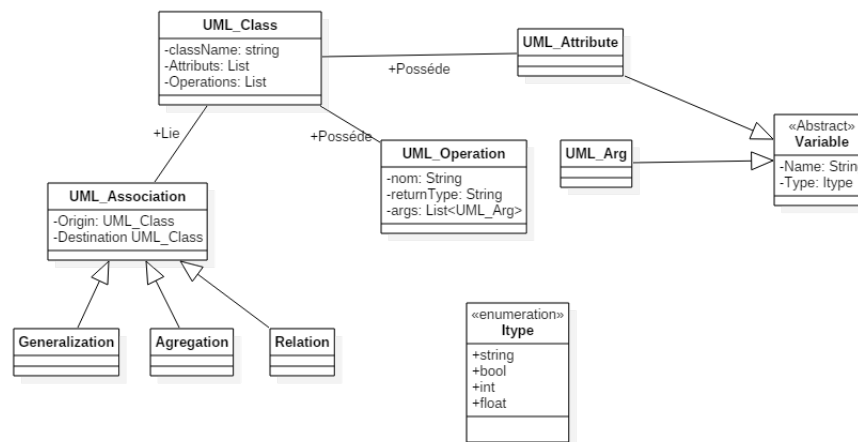 UML_Class
-className: string
-Attributs: List
-Operations: List
UML_Attribute
+Posséde
+Lie
+Posséde
UML_Operation
-nom: String
-returnType: String
-args: List<UML_Arg>
UML_Arg
«Abstract»
Variable
-Name: String
-Type: Itype
UML_Association
-Origin: UML_Class
-Destination UML_Class
Generalization
Agregation
Relation
«enumeration»
Itype
+string
+bool
+int
+float